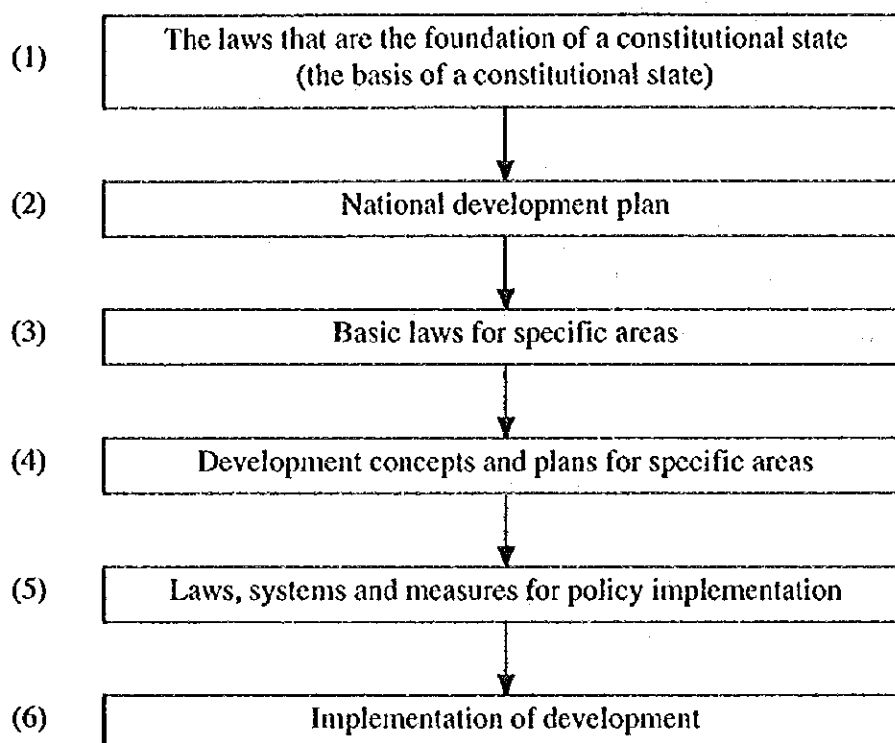 (1) The laws that are the foundation of a constitutional state
(the basis of a constitutional state)
(2) National development plan
(3) Basic laws for specific areas
(4) Development concepts and plans for specific areas
(5) Laws, systems and measures for policy implementation
(6) Implementation of development